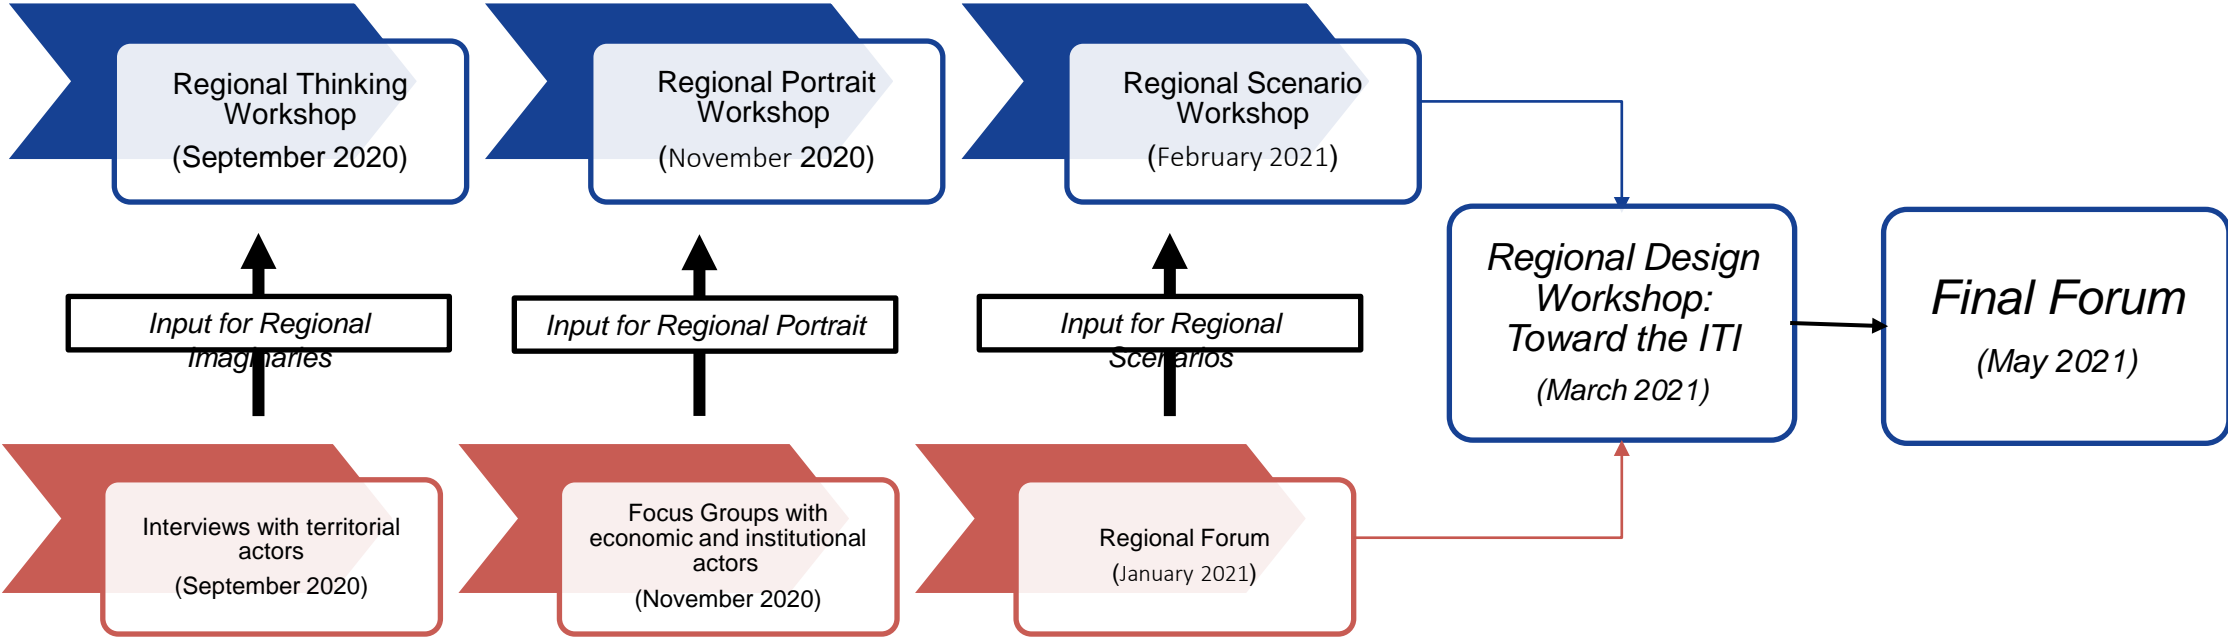 Regional Thinking
Workshop
(September 2020)
Regional Portrait
Workshop
(November 2020)
Regional Scenario
Workshop
(February 2021)
Input for Regional
Imaginaries
Input for Regional Portrait
Input for Regional
Scenarios
Regional Design
Workshop:
Toward the ITI
(March 2021)
Final Forum
(May 2021)
Interviews with territorial
actors
(September 2020)
Focus Groups with
economic and institutional
actors
(November 2020)
Regional Forum
(January 2021)